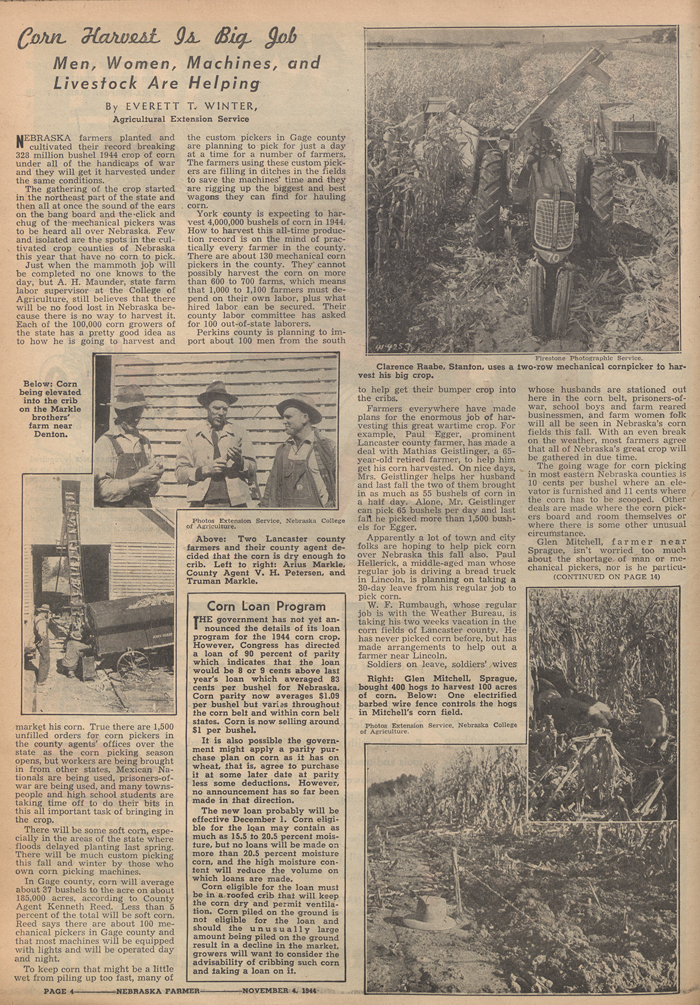 Corn Harvest Is Big Job
Men, Women, Machines, and
Livestock Are Helping
By EVERETT T. WINTER,
Agricultural Extension Service
NEBRASKA farmers planted and
cultivated their record breaking
328 million bushel 1944 crop of corn
under all of the handicaps of war
and they will get it harvested under
the same conditions.
The gathering of the crop started
in the northeast part of the state and
then all at once the sound of the ears
on the bang board and the click and
chug of the mechanical pickers was
to be heard all over Nebraska. Few
and isolated are the spots in the cul-
tivated crop counties of Nebraska
this year that have no corn to pick.
Just when the mammoth job will
be completed no one knows to the
day, but A. H. Maunder, state farm
labor supervisor at the College of
Agriculture, still believes that there
will be no food lost in Nebraska be-
cause there is no way to harvest it.
Each of the 100,000 corn growers of
the state has a pretty good idea as
to how he is going to harvest and
Below: Corn
being elevated
into the crib
on the Markle
brothers'
farm near
Denton.
market his corn. True there are 1,500
unfilled orders for corn pickers in
the county agents' offices over the
state as the corn picking season
opens, but workers are being brought
in from other states, Mexican Na-
tionals are being used, prisoners-of-
war are being used, and many towns-
people and high school students are
taking time off to do their bits in
this all important task of bringing in
the crop.
There will be some soft corn, espe-
cially in the areas of the state where
floods delayed planting last spring.
There will be much custom picking
this fall and winter by those who
own corn picking machines.
In Gage county, corn will average
about 37 bushels to the acre on about
185,000 acres, according to County
Agent Kenneth Reed. Less than 5
percent of the total will be soft corn.
Reed says there are about 100 me-
chanical pickers in Gage county and
that most machines will be equipped
with lights and will be operated day
and night.
To keep corn that might be a little
wet from piling up too fast, many of
the custom pickers in Gage county
are planning to pick for just a day
at a time for a number of farmers.
The farmers using these custom pick-
ers are filling in ditches in the fields
to save the machines' time and they
are rigging up the biggest and best
wagons they can find for hauling
corn.
York county is expecting to har-
vest 4,000,000 bushels of corn in 1944.
How to harvest this all-time produc-
tion record is on the mind of prac-
tically every farmer in the county.
There are about 130 mechanical corn
pickers in the county. They cannot
possibly harvest the corn on more
than 600 to 700 farms, which means
that 1,000 to 1,100 farmers must de-
pend on their own labor, plus what
hired labor can be secured. Their
county labor committee has asked
for 100 out-of-state laborers.
Perkins county is planning to im-
port about 100 men from the south
Photos Extension Service, Nebraska College
of Agriculture.
Above: Two Lancaster county
farmers and their county agent de-
cided that the corn is dry enough to
crib. Left to right: Arius Markle,
County Agent V. H. Petersen, and
Truman Markle.
Corn Loan Program
THE government has not yet an-
nounced the details of its loan
program for the 1944 corn crop.
However, Congress has directed
a loan of 90 percent of parity
which indicates that the loan
would be 8 or 9 cents above last
year's loan which averaged 83
cents per bushel for Nebraska.
Corn parity now averages $1.09
per bushel but varies throughout
the corn belt and within corn belt
states. Corn is now selling around
$1 per bushel.
It is also possible the govern-
ment might apply a parity pur-
chase plan on corn as it has on
wheat, that is, agree to purchase
it at some later date at parity
less some deductions. However,
no announcement has so far been
made in that direction.
The new loan probably will be
effective December 1. Corn eligi-
ble for the loan may contain as
much as 15.5 to 20.5 percent mois-
ture, but no loans will be made on
more than 20.5 percent moisture
corn, and the high moisture con-
tent will reduce the volume on
which loans are made.
Corn eligible for the loan must
be in a roofed crib that will keep
the corn dry and permit ventila-
tion. Corn piled on the ground is
not eligible for the loan and
should the unusually large
amount being piled on the ground
result in a decline in the market,
growers will want to consider the
advisability of cribbing such corn
and taking a loan on it.
919253
70
Firestone Photographic Service.
Clarence Raabe, Stanton, uses a two-row mechanical cornpicker to har-
vest his big crop.
to help get their bumper crop into
the cribs.
Farmers everywhere have made
plans for the enormous job of har-
vesting this great wartime crop. For
example, Paul Egger, prominent
Lancaster county farmer, has made a
deal with Mathias Geistlinger, a 65-
year-old retired farmer, to help him
get his corn harvested. On nice days,
Mrs. Geistlinger helps her husband
and last fall the two of them brought
in as much as 55 bushels of corn in
a half day. Alone, Mr. Geistlinger
can pick 65 bushels per day and last
fall he picked more than 1,500 bush-
els for Egger.
Apparently a lot of town and city
folks are hoping to help pick corn
over Nebraska this fall also. Paul
Hellerick, a middle-aged man whose
regular job is driving a bread truck
in Lincoln, is planning on taking a
30-day leave from his regular job to
pick corn.
W. F. Rumbaugh, whose regular
job is with the Weather Bureau, is
taking his two weeks vacation in the
corn fields of Lancaster county. He
has never picked corn before, but has
made arrangements to help out a
farmer near Lincoln.
Soldiers on leave, soldiers' wives
Right: Glen Mitchell, Sprague,
bought 400 hogs to harvest 100 acres
of corn. Below: One electrified
barbed wire fence controls the hogs
in Mitchell's corn field.
Photos Extension Service, Nebraska College
of Agriculture.
whose husbands are stationed out
here in the corn belt, prisoners-of-
war, school boys and farm reared
businessmen, and farm women folk
will all be seen in Nebraska's corn
fields this fall. With an even break
on the weather, most farmers agree
that all of Nebraska's great crop will
be gathered in due time.
The going wage for corn picking
in most eastern Nebraska counties is
10 cents per bushel where an ele-
vator is furnished and 11 cents where
the corn has to be scooped. Other
deals are made where the corn pick-
ers board and room themselves or
where there is some other unusual
circumstance.
Glen Mitchell, farmer near
Sprague, isn't worried too much
about the shortage of man or me-
chanical pickers, nor is he particu-
(CONTINUED ON PAGE 14)
PAGE 4 NEBRASKA FARMER NOVEMBER 4, 1944